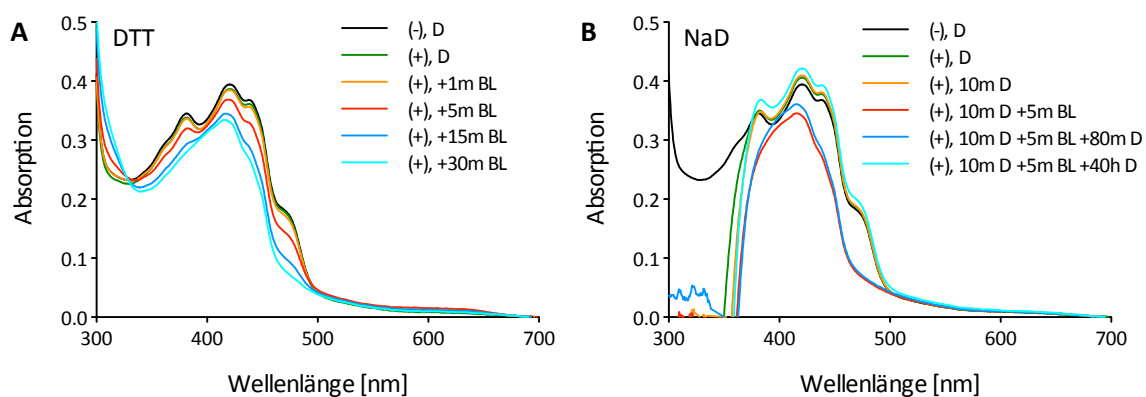 A
DTT
Absorption
0.5
0.4
0.3
0.2
0.1
0.0
300
400
500
600
700
Wellenlänge [nm]
(-), D
(+), D
(+), +1m BL
(+), +5m BL
(+), +15m BL
(+), +30m BL
B
NaD
Absorption
0.5
0.4
0.3
0.2
0.1
0.0
300
400
500
600
700
Wellenlänge [nm]
(-), D
(+), D
(+), 10m D
(+), 10m D +5m BL
(+), 10m D +5m BL +80m D
(+), 10m D +5m BL +40h D